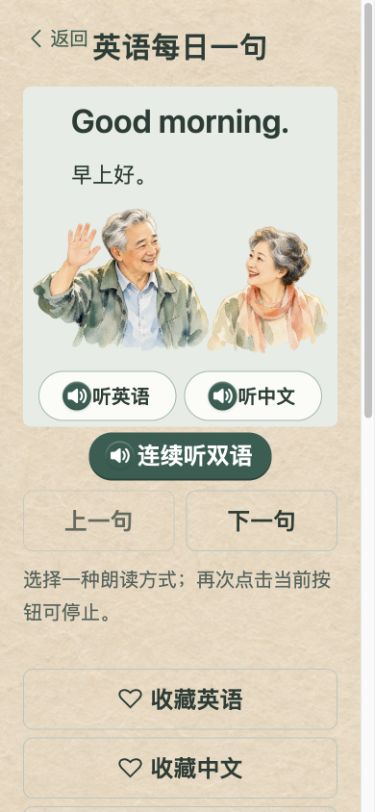 返回
英语每日一句
Good morning.
早上好。
听英语
听中文
连续听双语
上一句
下一句
选择一种朗读方式；再次点击当前按
钮可停止。
收藏英语
收藏中文